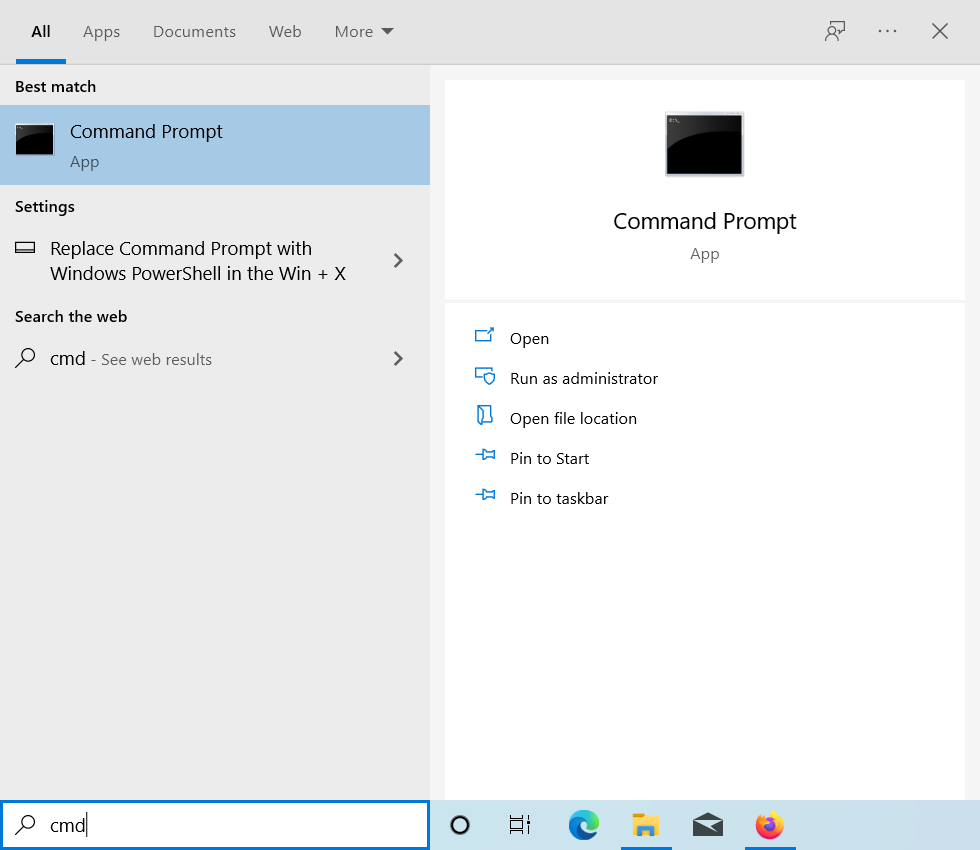 All Apps Documents Web More
Best match
Command Prompt
App
Settings
Replace Command Prompt with
Windows PowerShell in the Win + X
Search the web
cmd - See web results
Command Prompt
App
Open
Run as administrator
Open file location
Pin to Start
Pin to taskbar
cmd